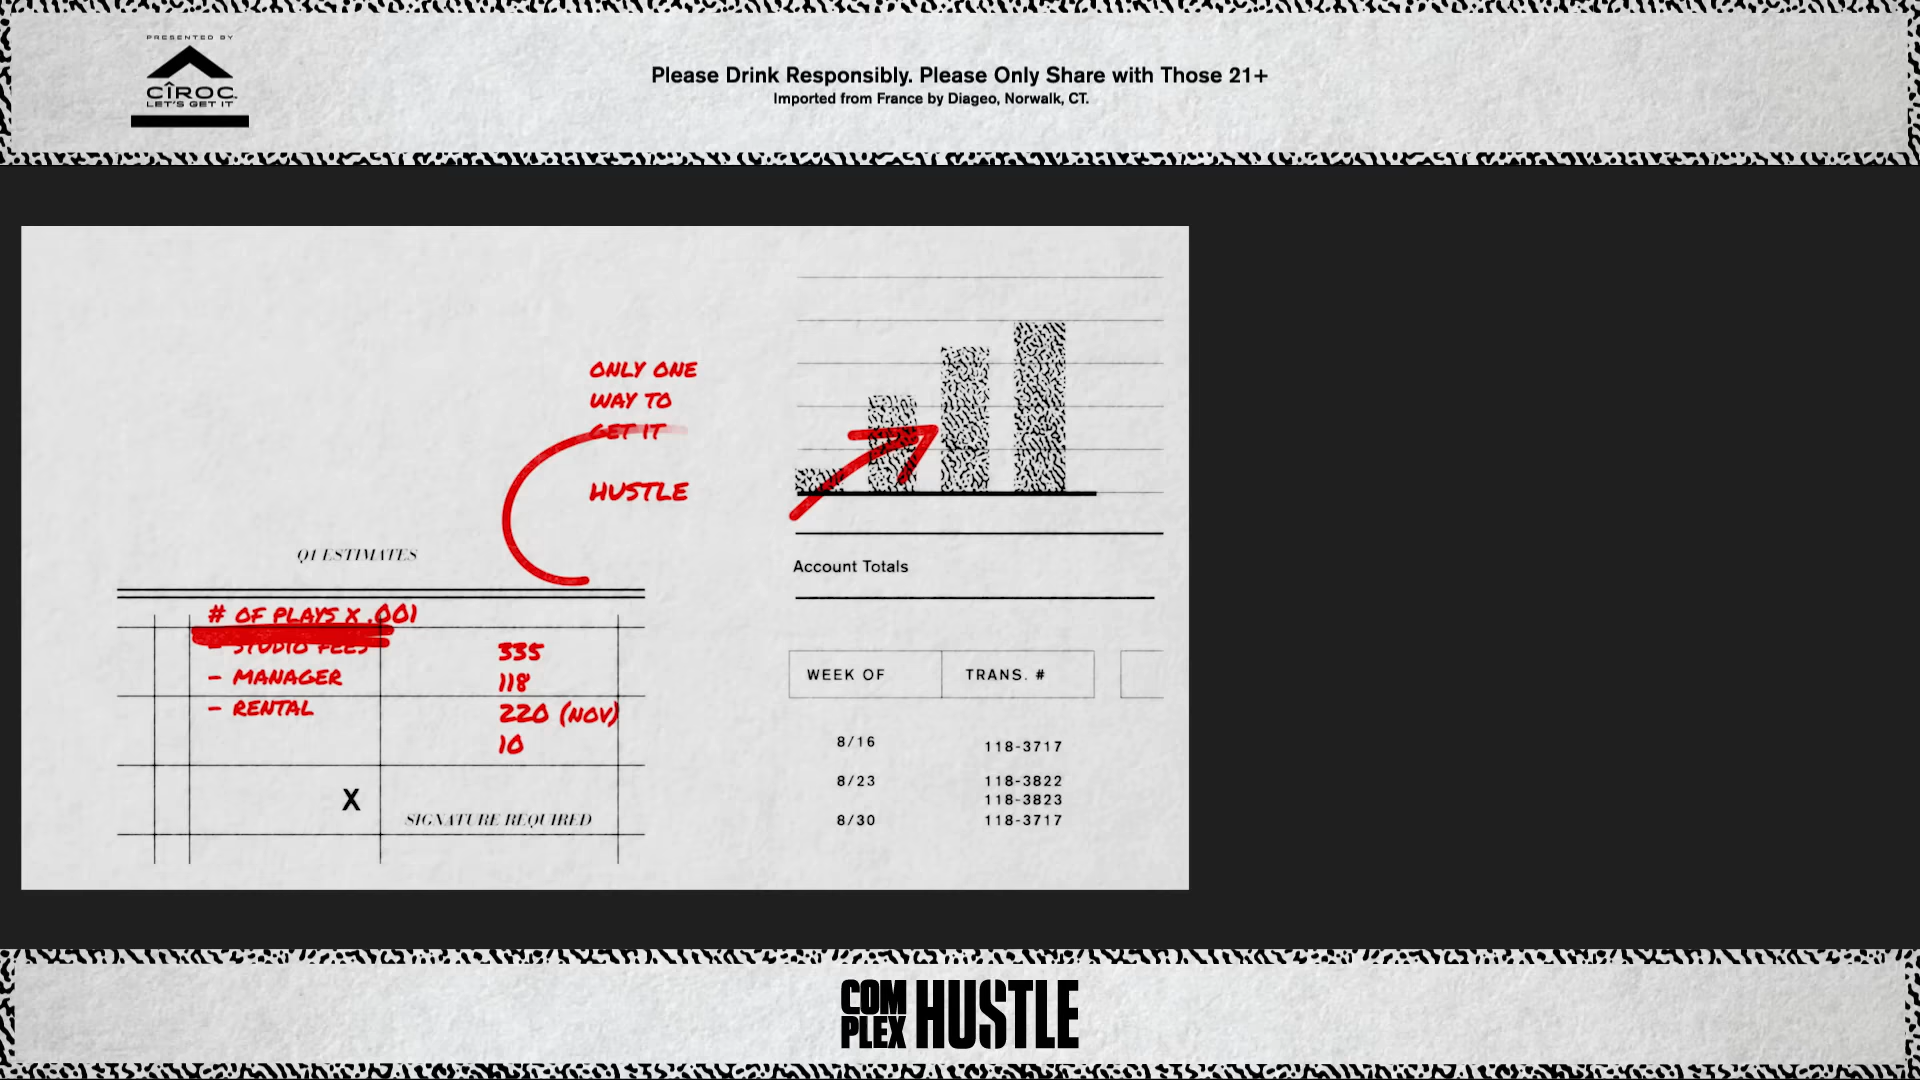 PRESENTED BY
CÎROC
LET'S GET IT
Please Drink Responsibly. Please Only Share with Those 21+
Imported from France by Diageo, Norwalk, CT.
ONLY ONE
WAY TO
GET IT
HUSTLE
Q1 ESTIMATES
# OF PLAYS X .001
- STUDIO FEES 335
- MANAGER 118
- RENTAL 220 (NOV)
10
X
SIGNATURE REQUIRED
Account Totals
WEEK OF TRANS. #
8/16 118-3717
8/23 118-3822
118-3823
8/30 118-3717
COMPLEX HUSTLE